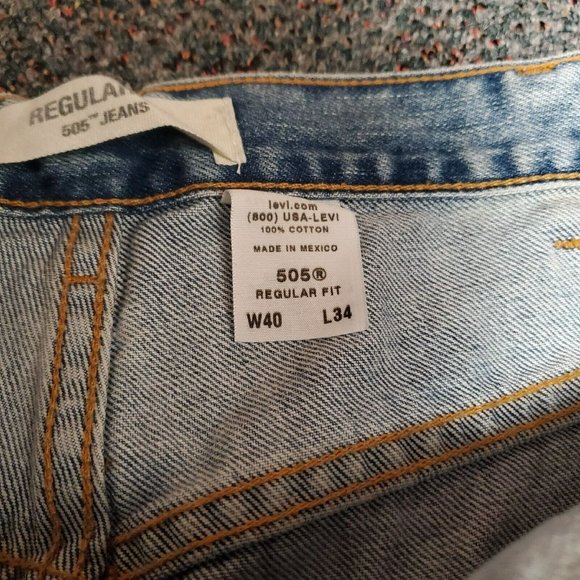 REGULAR
505™ JEANS
levi.com
(800) USA-LEVI
100% COTTON
MADE IN MEXICO
505®
REGULAR FIT
W40 L34